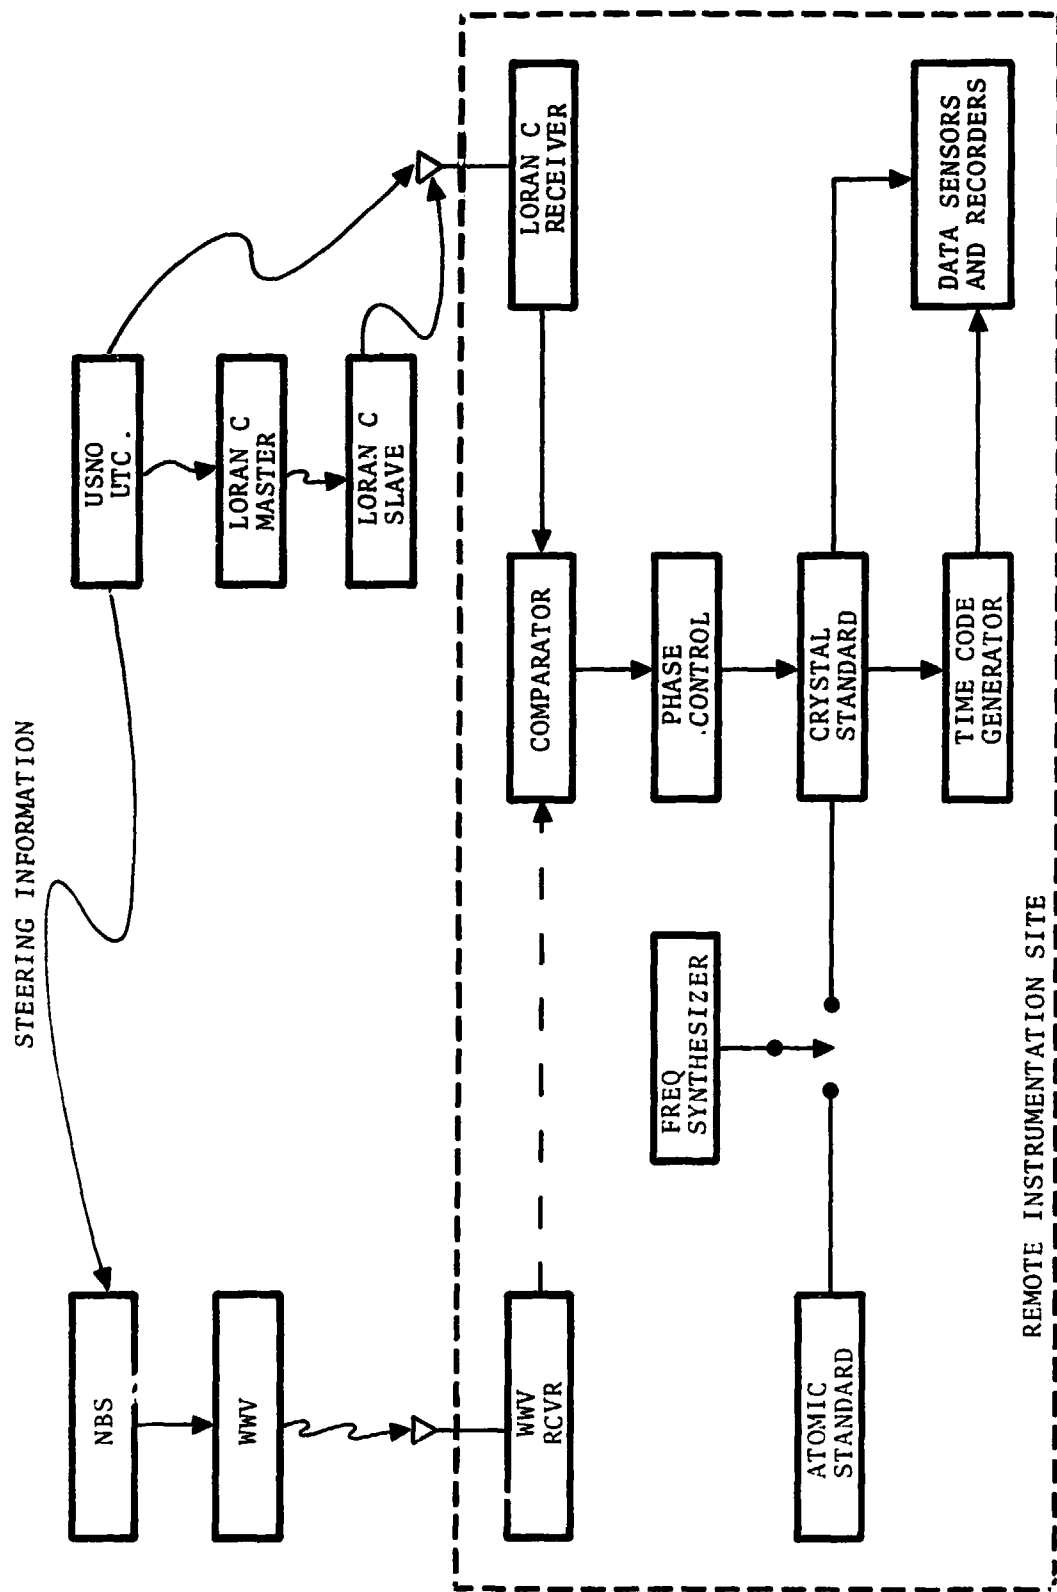 STEERING INFORMATION
NBS
USNO
UTC .
WWV
LORAN C
MASTER
LORAN C
SLAVE
WWV
RCVR
COMPARATOR
LORAN C
RECEIVER
FREQ
SYNTHESIZER
PHASE
.CONTROL
ATOMIC
STANDARD
CRYSTAL
STANDARD
TIME CODE
GENERATOR
DATA SENSORS
AND RECORDERS
REMOTE INSTRUMENTATION SITE